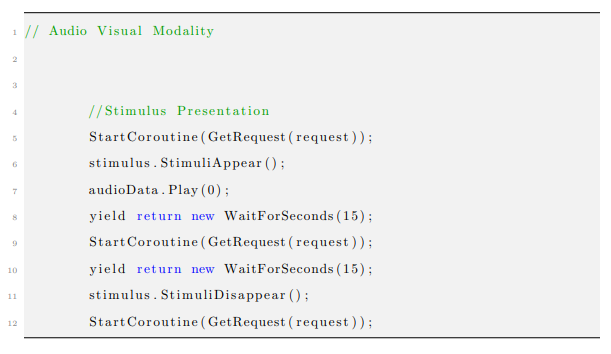 1 // Audio Visual Modality
2
3
4 //Stimulus Presentation
5 StartCoroutine(GetRequest(request));
6 stimulus.StimuliAppear();
7 audioData.Play(0);
8 yield return new WaitForSeconds(15);
9 StartCoroutine(GetRequest(request));
10 yield return new WaitForSeconds(15);
11 stimulus.StimuliDisappear();
12 StartCoroutine(GetRequest(request));